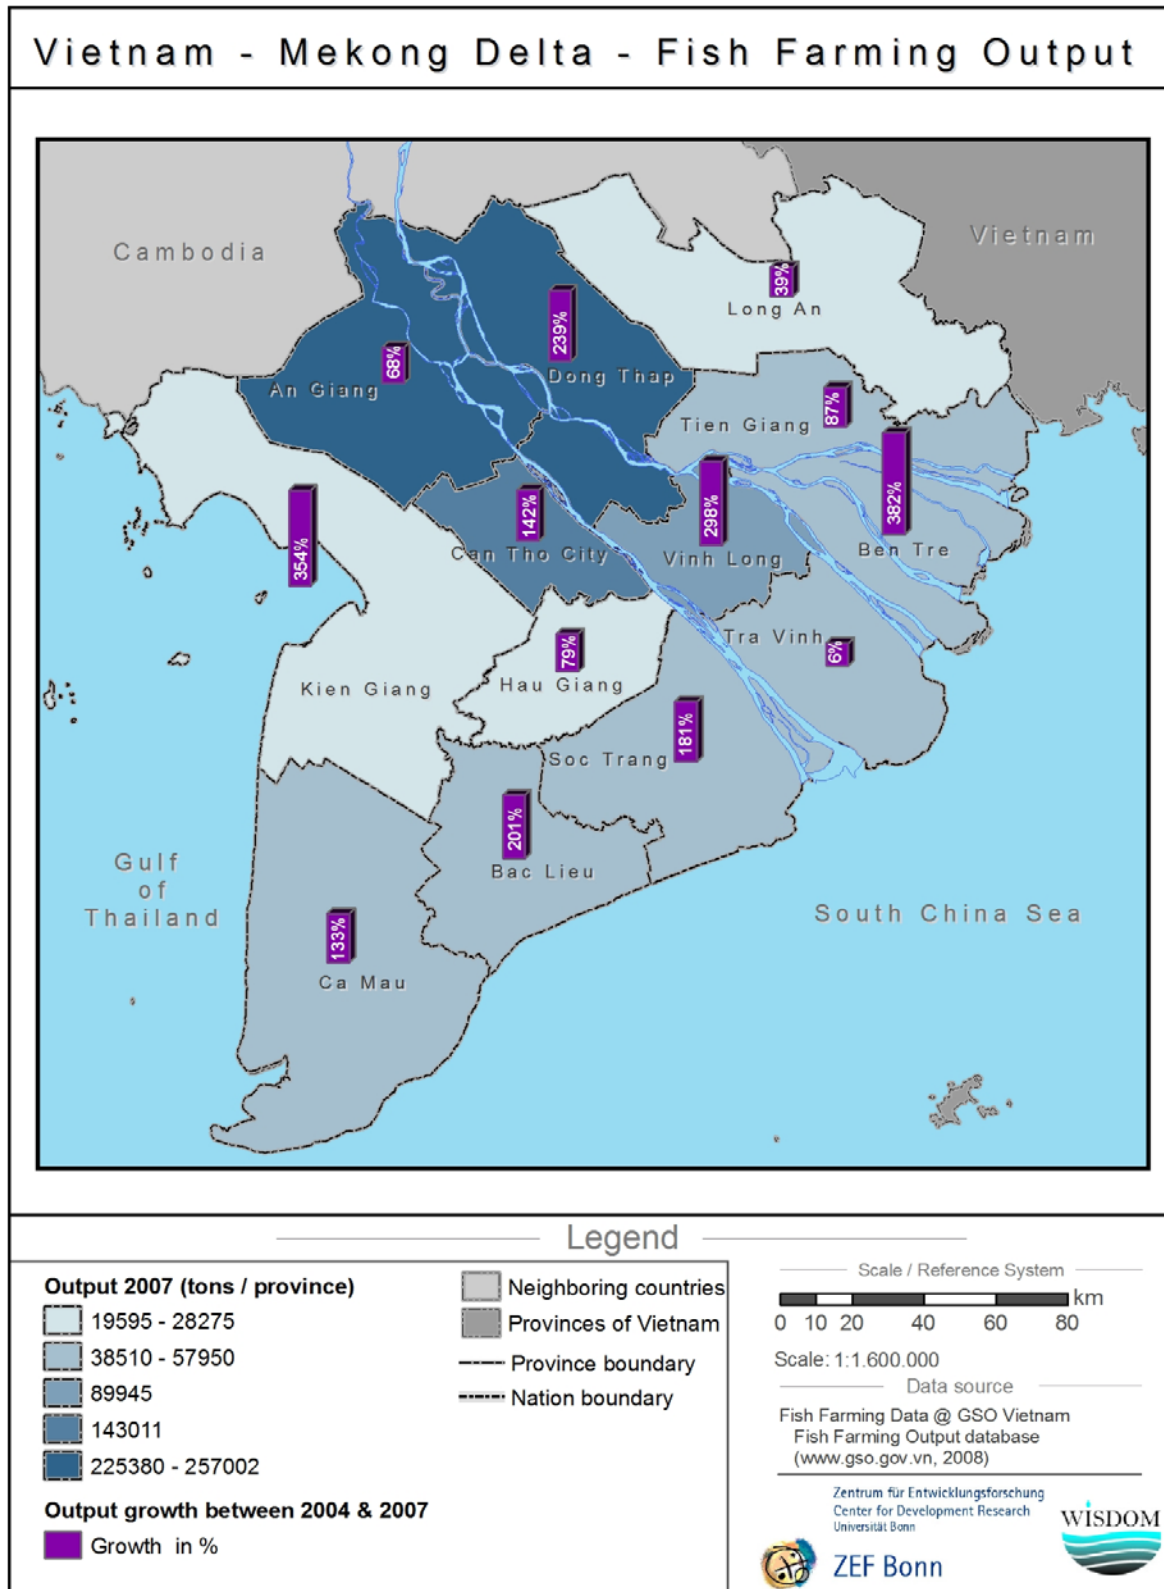 Vietnam - Mekong Delta - Fish Farming Output
Cambodia
Vietnam
39%
Long An
239%
Dong Thap
68%
An Giang
87%
Tien Giang
382%
Ben Tre
298%
Vinh Long
142%
Can Tho City
354%
Kien Giang
79%
Hau Giang
Tra Vinh
6%
181%
Soc Trang
201%
Bac Lieu
133%
Ca Mau
Gulf
of
Thailand
South China Sea
Legend
Output 2007 (tons / province)
19595 - 28275
38510 - 57950
89945
143011
225380 - 257002
Output growth between 2004 & 2007
Growth in %
Neighboring countries
Provinces of Vietnam
Province boundary
Nation boundary
Scale / Reference System
km
0 10 20 40 60 80
Scale: 1:1.600.000
Data source
Fish Farming Data @ GSO Vietnam
Fish Farming Output database
(www.gso.gov.vn, 2008)
Zentrum für Entwicklungsforschung
Center for Development Research
Universität Bonn
ZEF Bonn
WISDOM